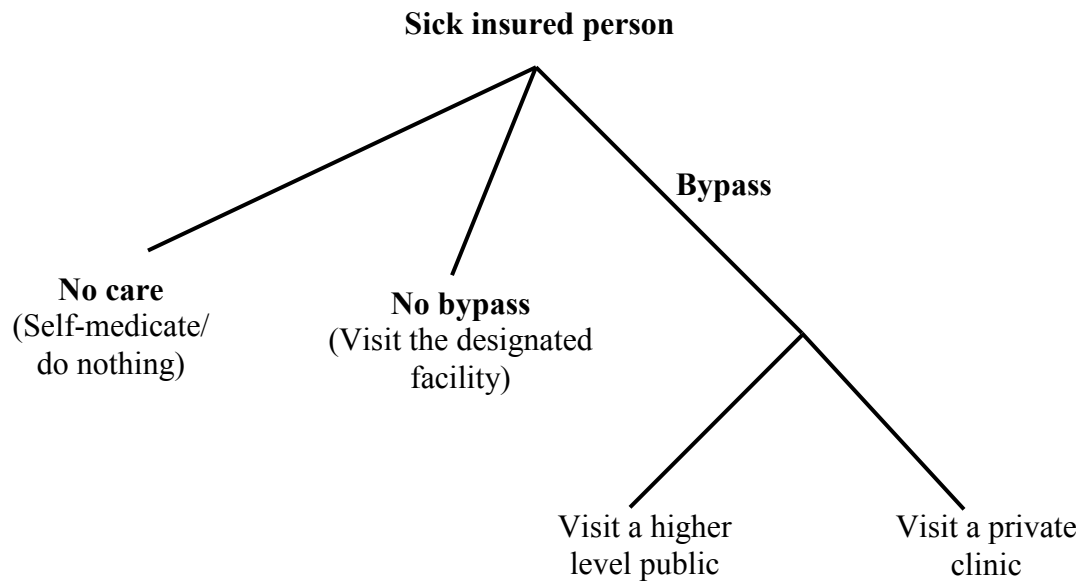 Sick insured person
Bypass
No care
(Self-medicate/
do nothing)
No bypass
(Visit the designated
facility)
Visit a higher
level public
Visit a private
clinic